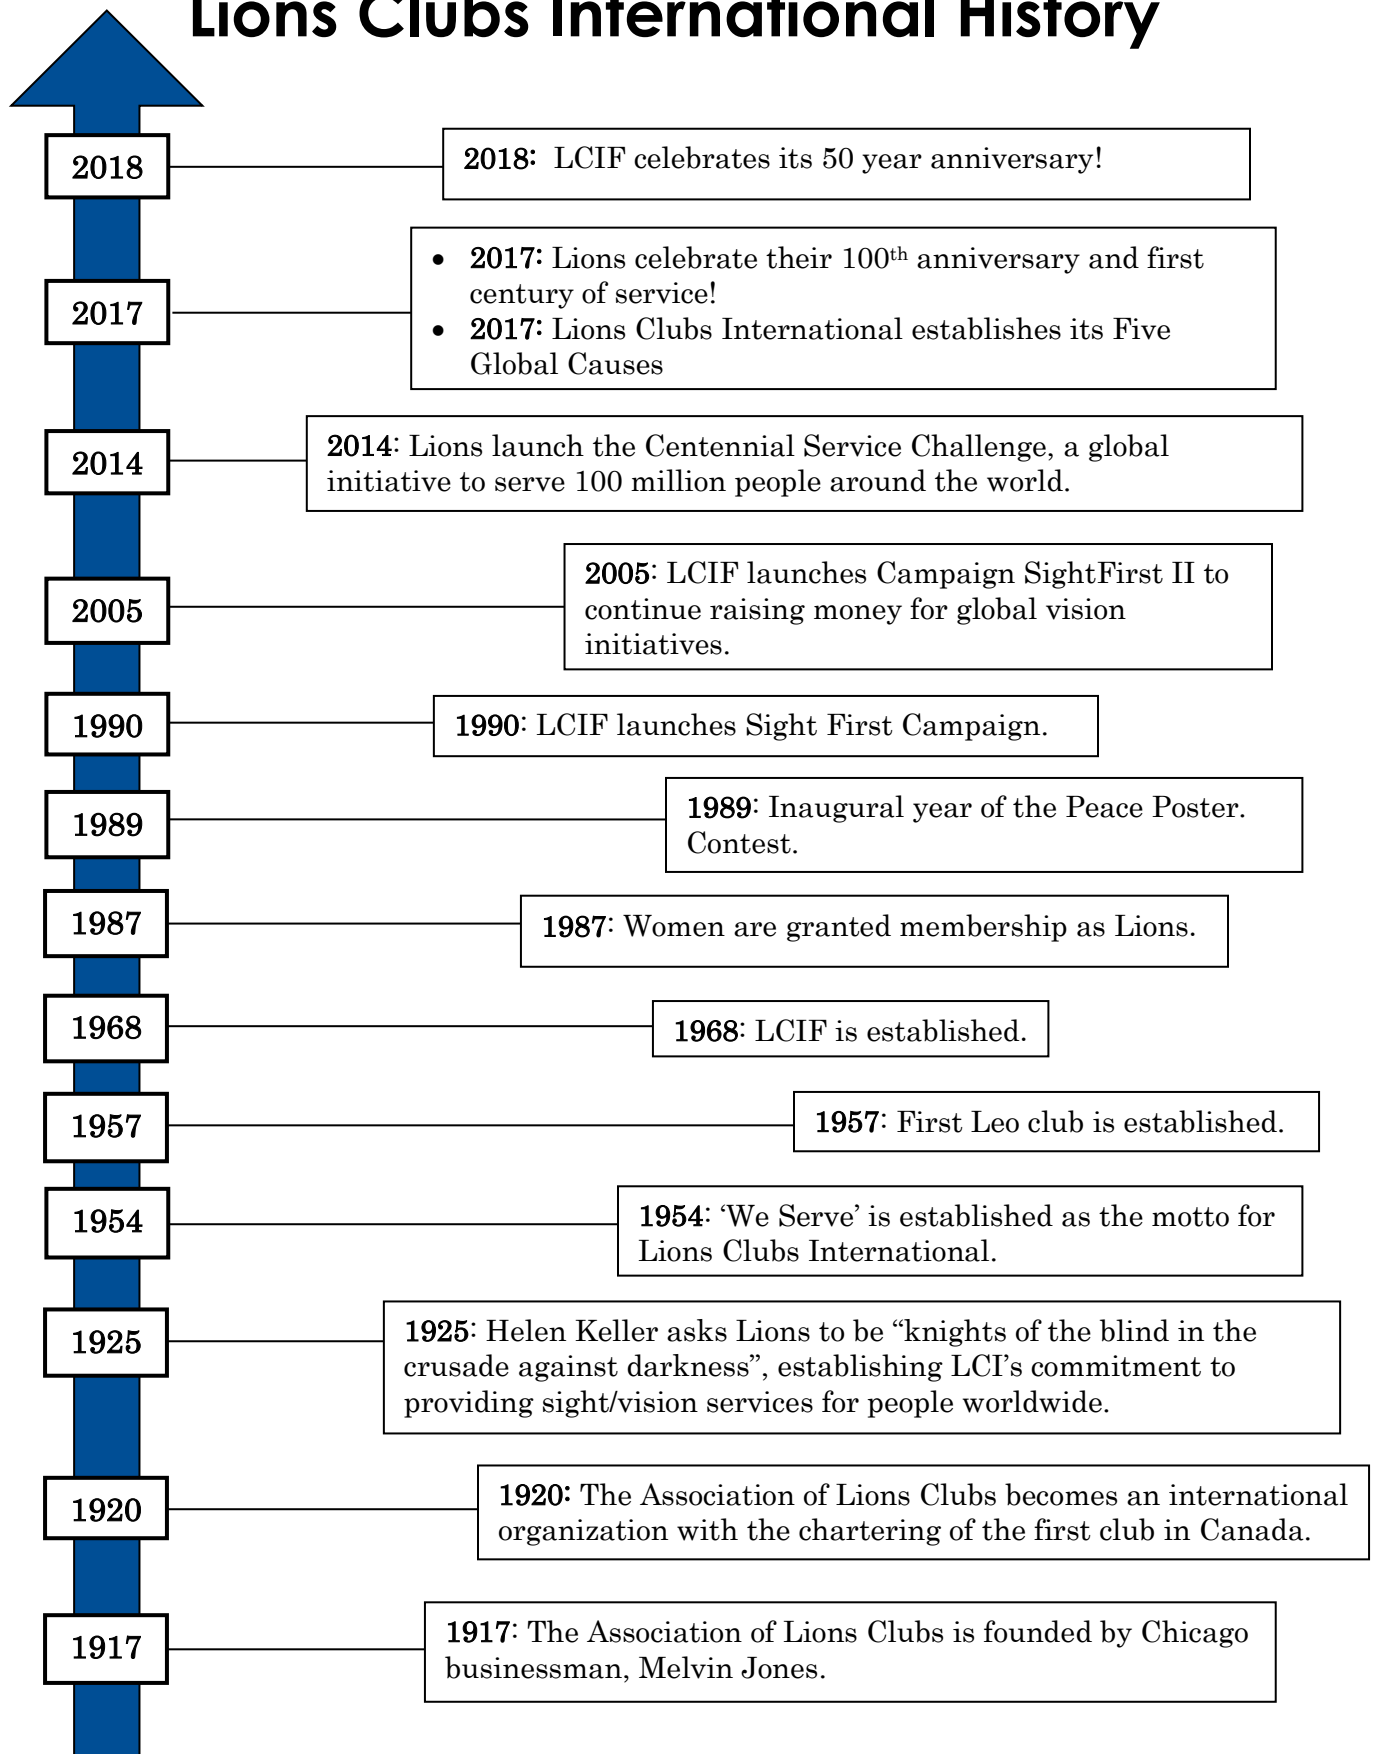 Lions Clubs International History
2018
2018:  LCIF celebrates its 50 year anniversary!
2017
• 2017: Lions celebrate their 100th anniversary and first
century of service!
• 2017: Lions Clubs International establishes its Five
Global Causes
2014
2014: Lions launch the Centennial Service Challenge, a global
initiative to serve 100 million people around the world.
2005
2005: LCIF launches Campaign SightFirst II to
continue raising money for global vision
initiatives.
1990
1990: LCIF launches Sight First Campaign.
1989
1989: Inaugural year of the Peace Poster.
Contest.
1987
1987: Women are granted membership as Lions.
1968
1968: LCIF is established.
1957
1957: First Leo club is established.
1954
1954: ‘We Serve’ is established as the motto for
Lions Clubs International.
1925
1925: Helen Keller asks Lions to be “knights of the blind in the
crusade against darkness”, establishing LCI’s commitment to
providing sight/vision services for people worldwide.
1920
1920: The Association of Lions Clubs becomes an international
organization with the chartering of the first club in Canada.
1917
1917: The Association of Lions Clubs is founded by Chicago
businessman, Melvin Jones.